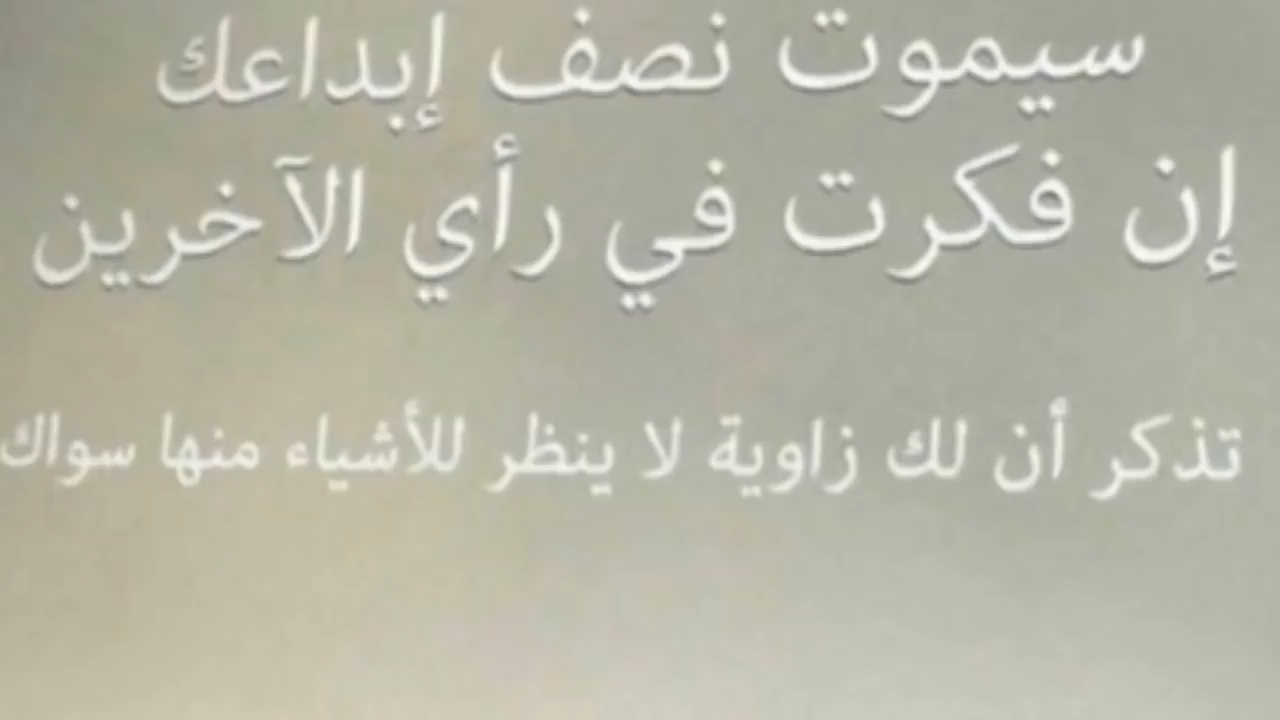 سيموت نصف إبداعك
إن فكرت في رأي الآخرين
تذكر أن لك زاوية لا ينظر للأشياء منها سواك